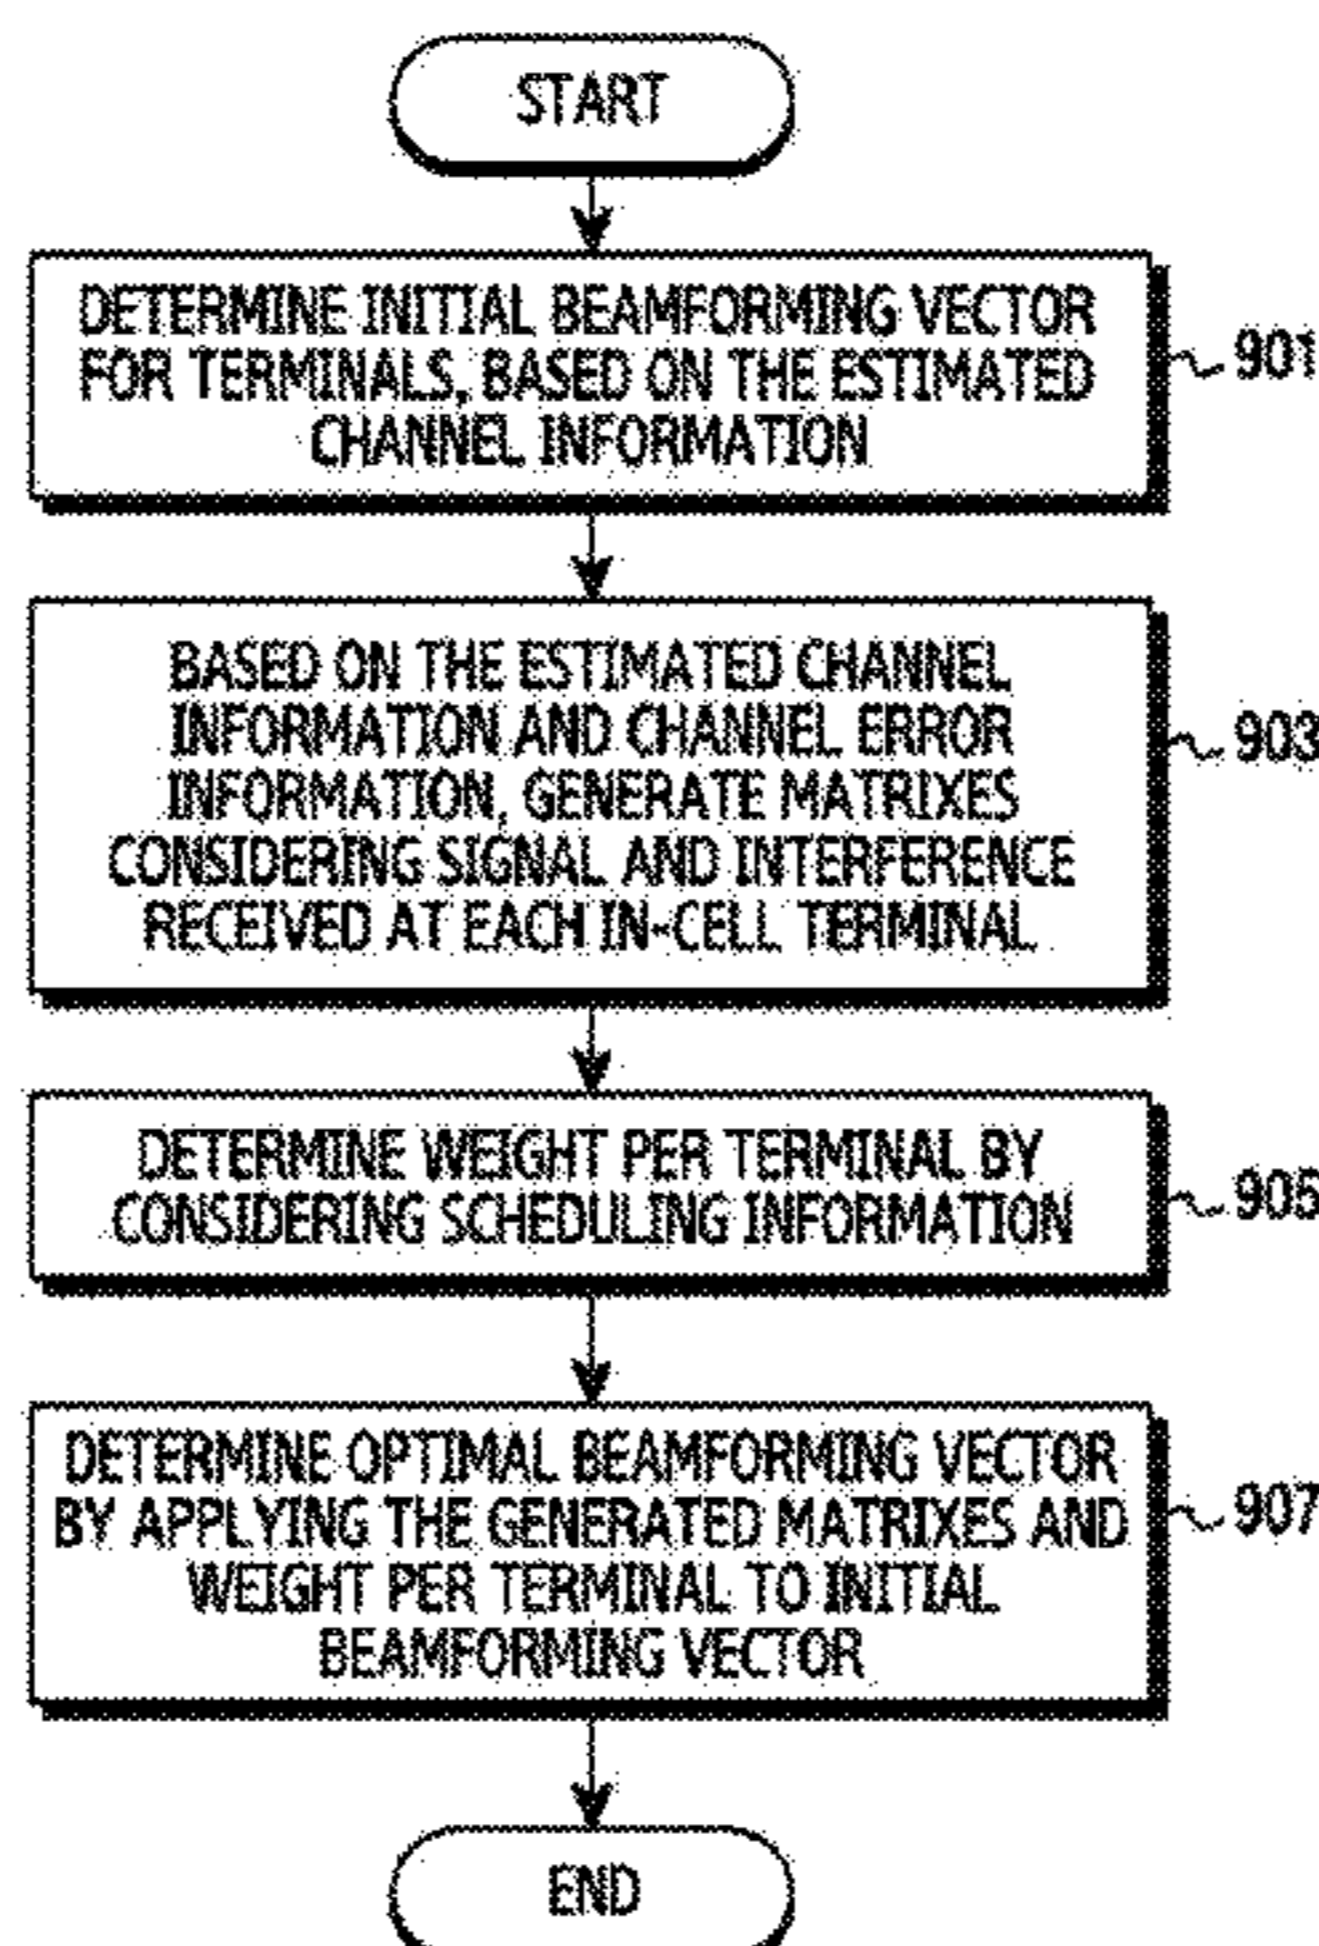 START
DETERMINE INITIAL BEAMFORMING VECTOR
FOR TERMINALS, BASED ON THE ESTIMATED
CHANNEL INFORMATION
901
BASED ON THE ESTIMATED CHANNEL
INFORMATION AND CHANNEL ERROR
INFORMATION, GENERATE MATRIXES
CONSIDERING SIGNAL AND INTERFERENCE
RECEIVED AT EACH IN-CELL TERMINAL
903
DETERMINE WEIGHT PER TERMINAL BY
CONSIDERING SCHEDULING INFORMATION
905
DETERMINE OPTIMAL BEAMFORMING VECTOR
BY APPLYING THE GENERATED MATRIXES AND
WEIGHT PER TERMINAL TO INITIAL
BEAMFORMING VECTOR
907
END